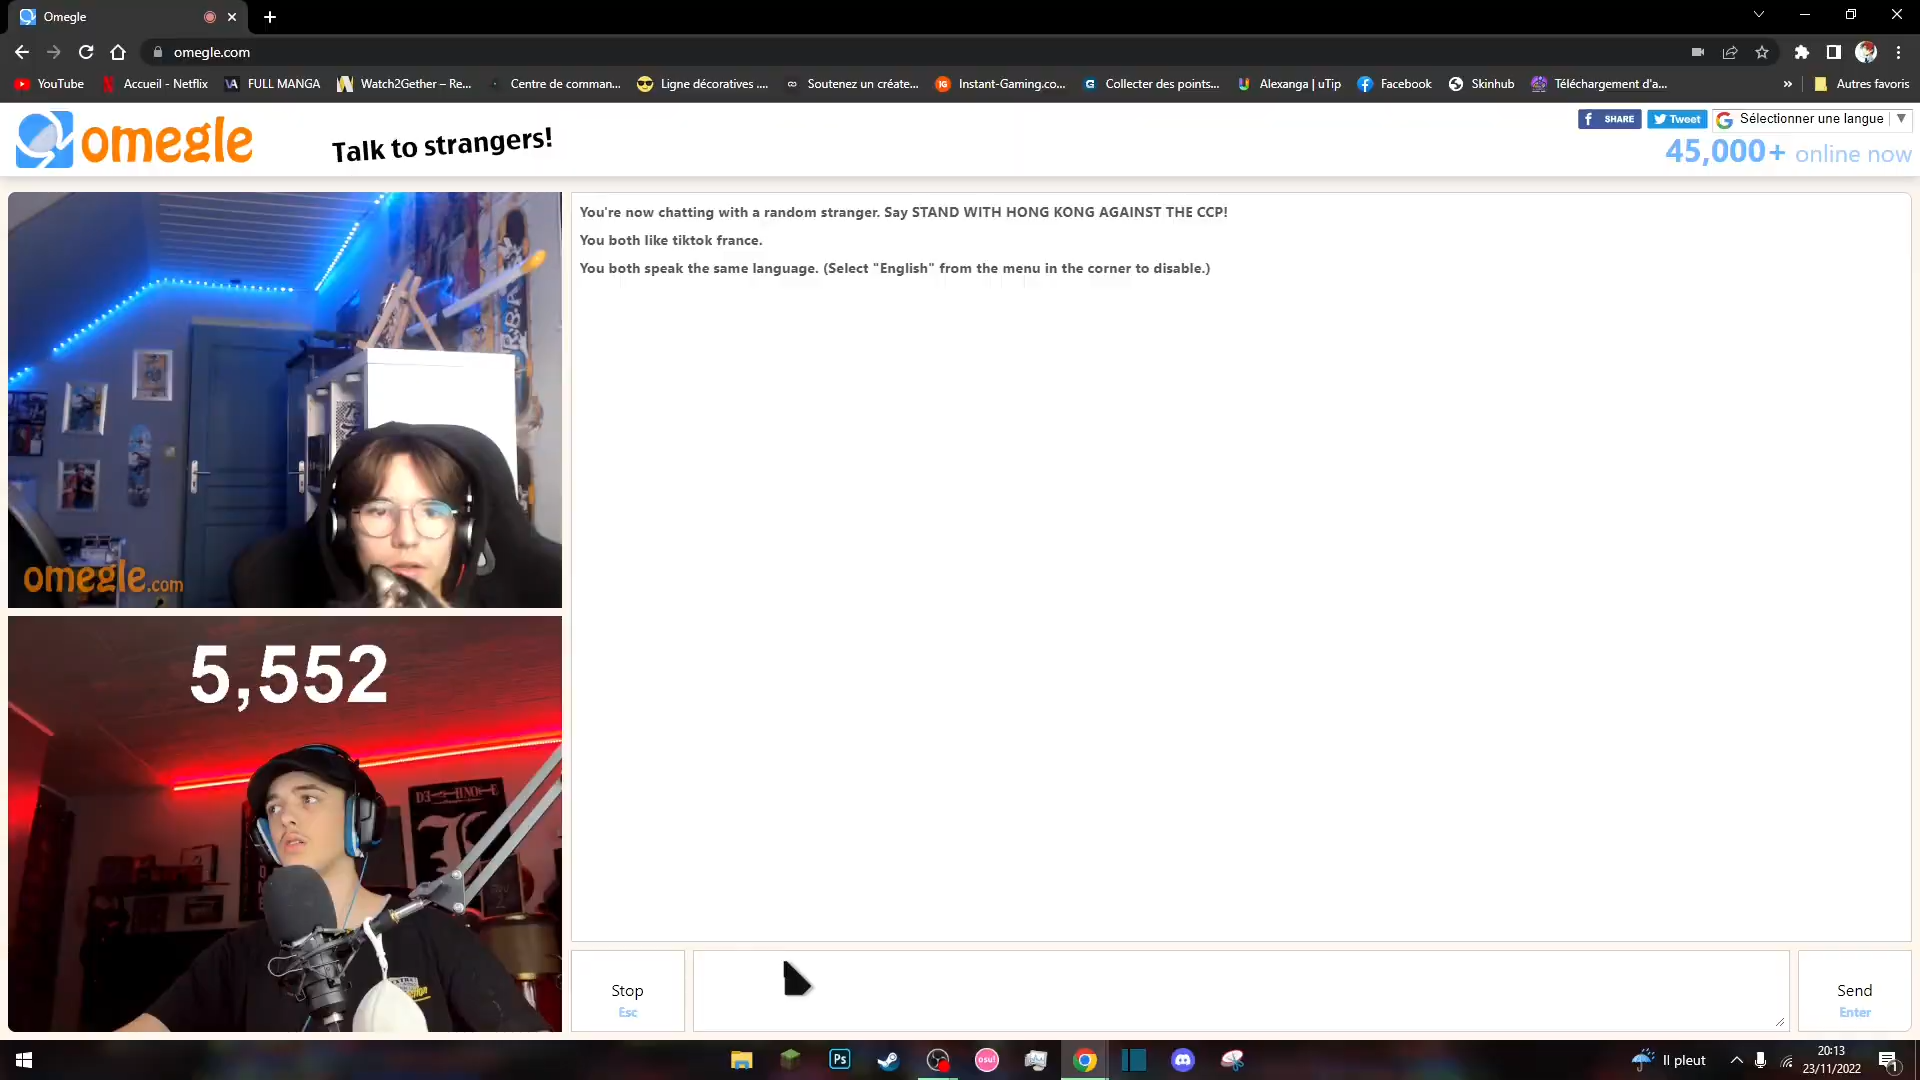 Omegle
omegle.com
YouTube
Accueil - Netflix
FULL MANGA
Watch2Gether – Re...
Centre de comman...
Ligne décoratives ....
Soutenez un créate...
Instant-Gaming.co...
Collecter des points...
Alexanga | uTip
Facebook
Skinhub
Téléchargement d'a...
»
Autres favoris
omegle
Talk to strangers!
SHARE
Tweet
Sélectionner une langue
45,000+ online now
You're now chatting with a random stranger. Say STAND WITH HONG KONG AGAINST THE CCP!
You both like tiktok france.
You both speak the same language. (Select "English" from the menu in the corner to disable.)
omegle.com
5,552
Stop
Esc
Send
Enter
Ps
osu!
Il pleut
20:13
23/11/2022
1